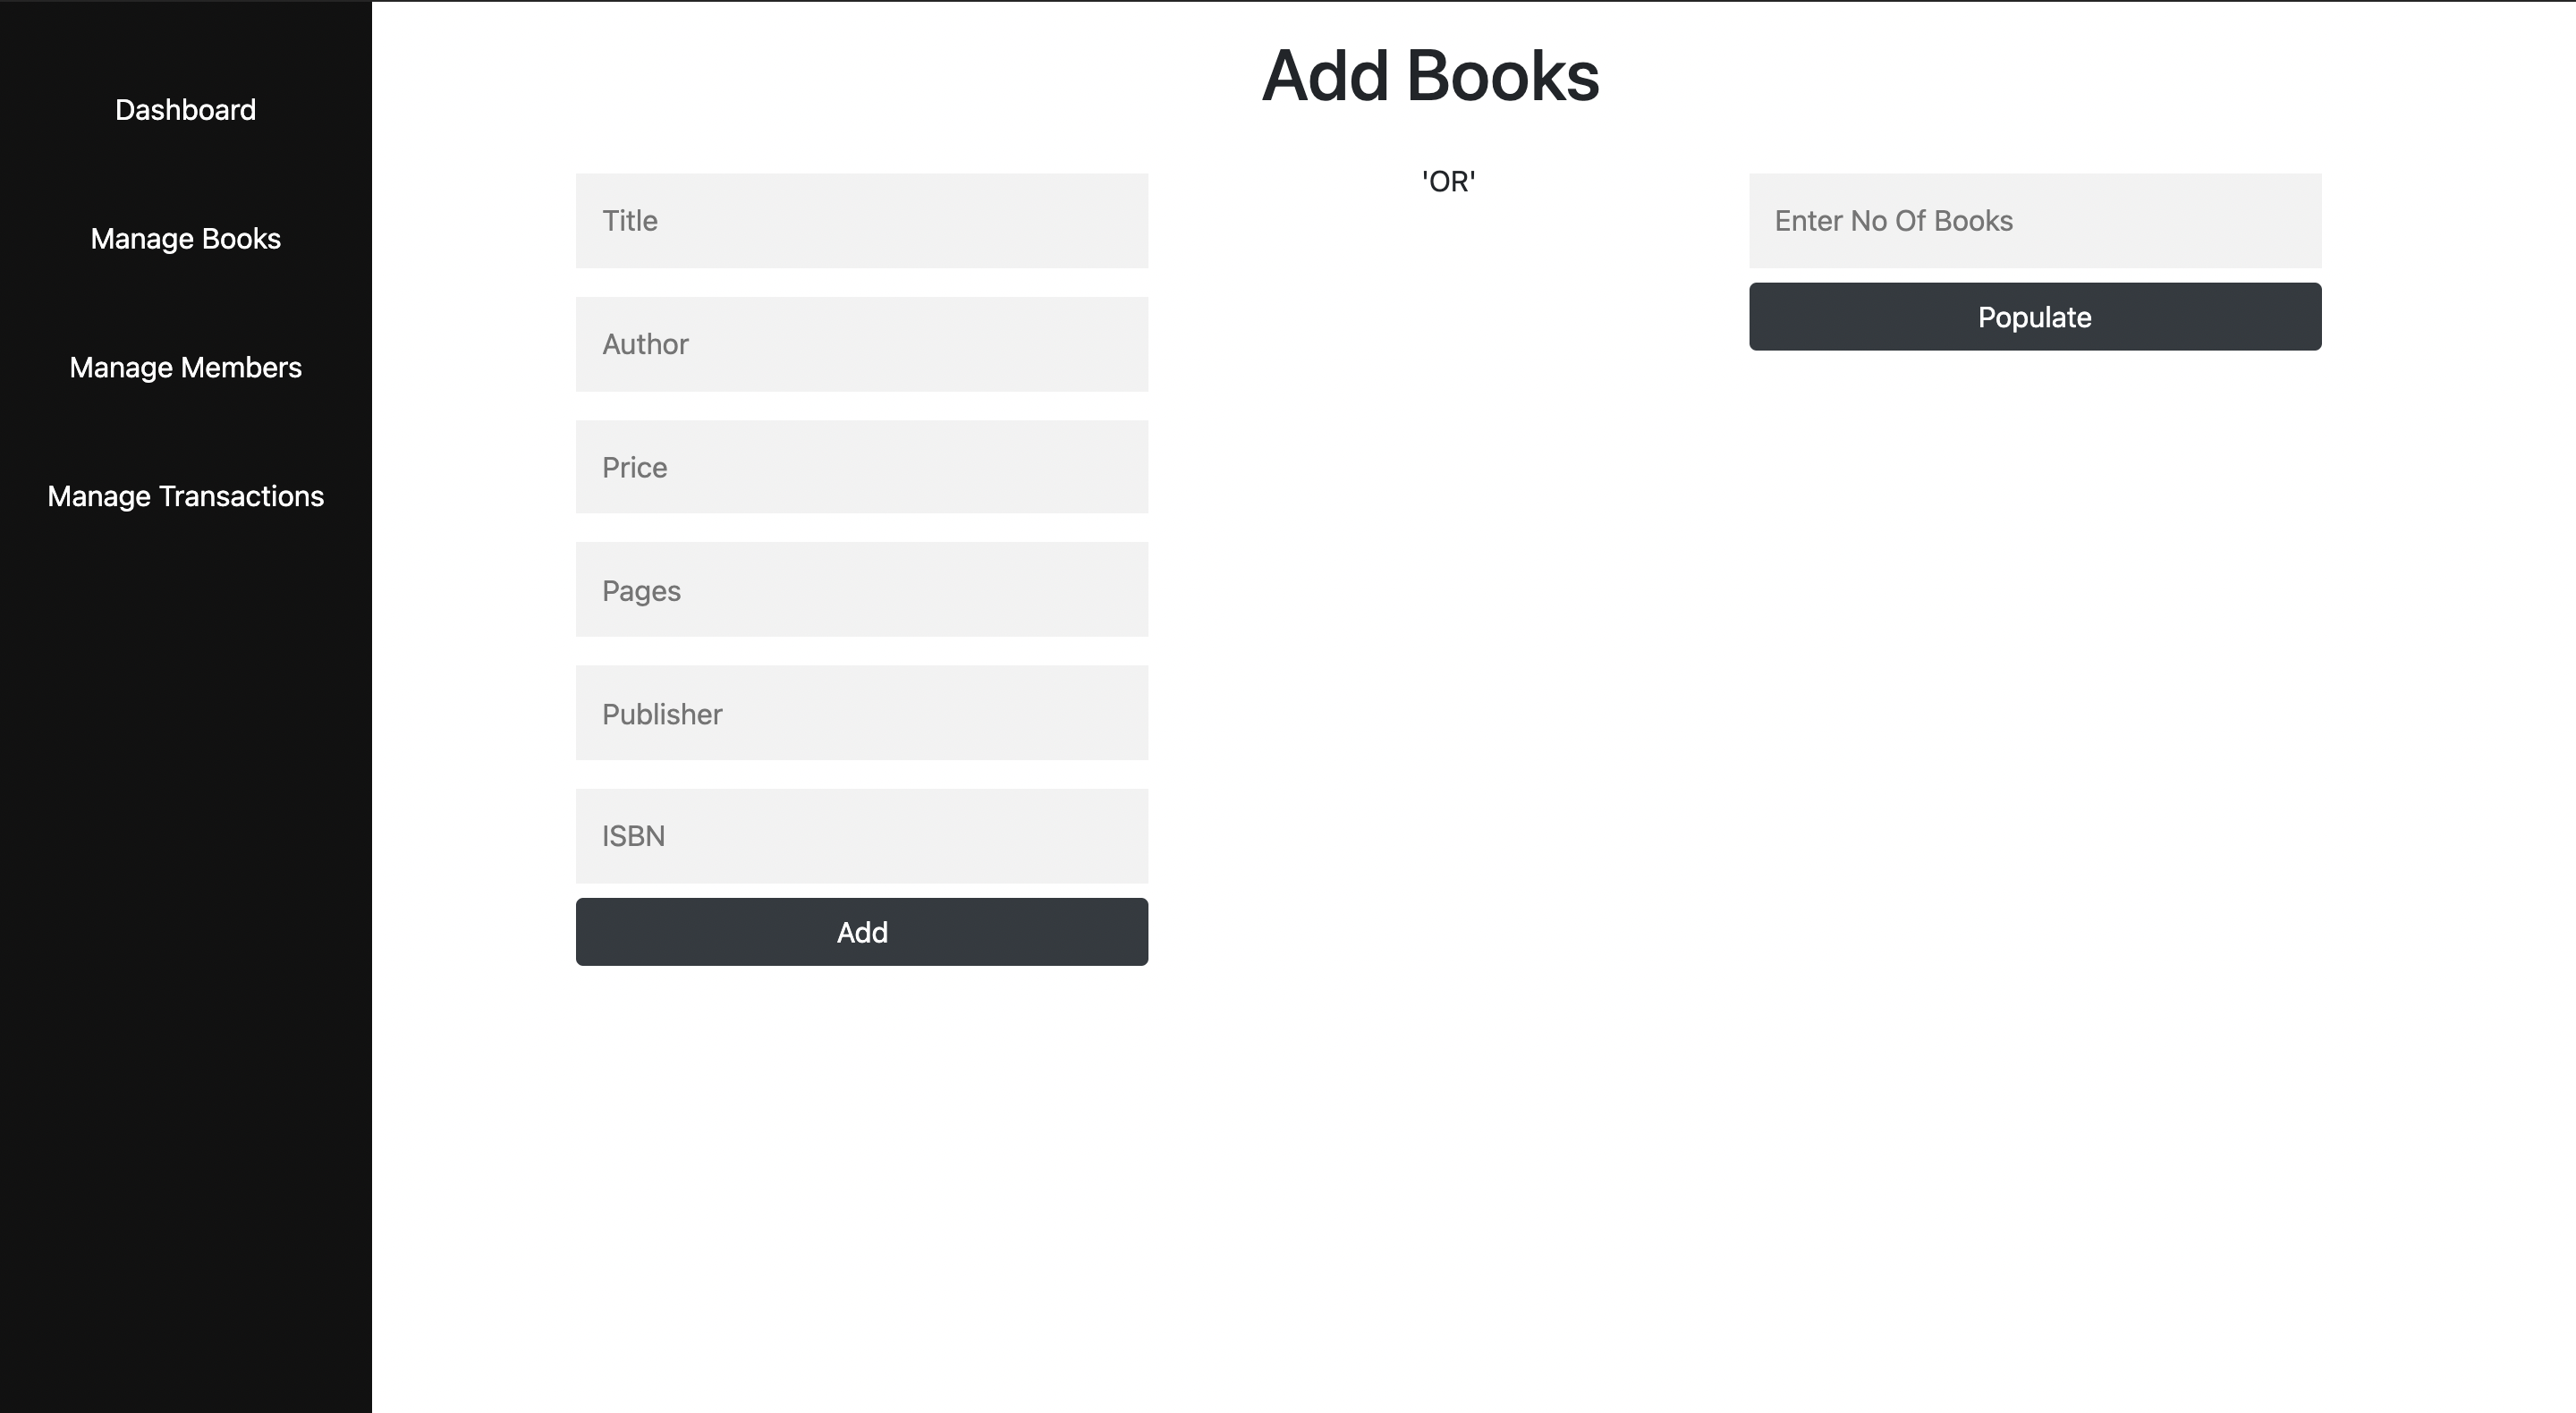 Dashboard
Manage Books
Manage Members
Manage Transactions
Add Books
Title
Author
Price
Pages
Publisher
ISBN
Add
'OR'
Enter No Of Books
Populate